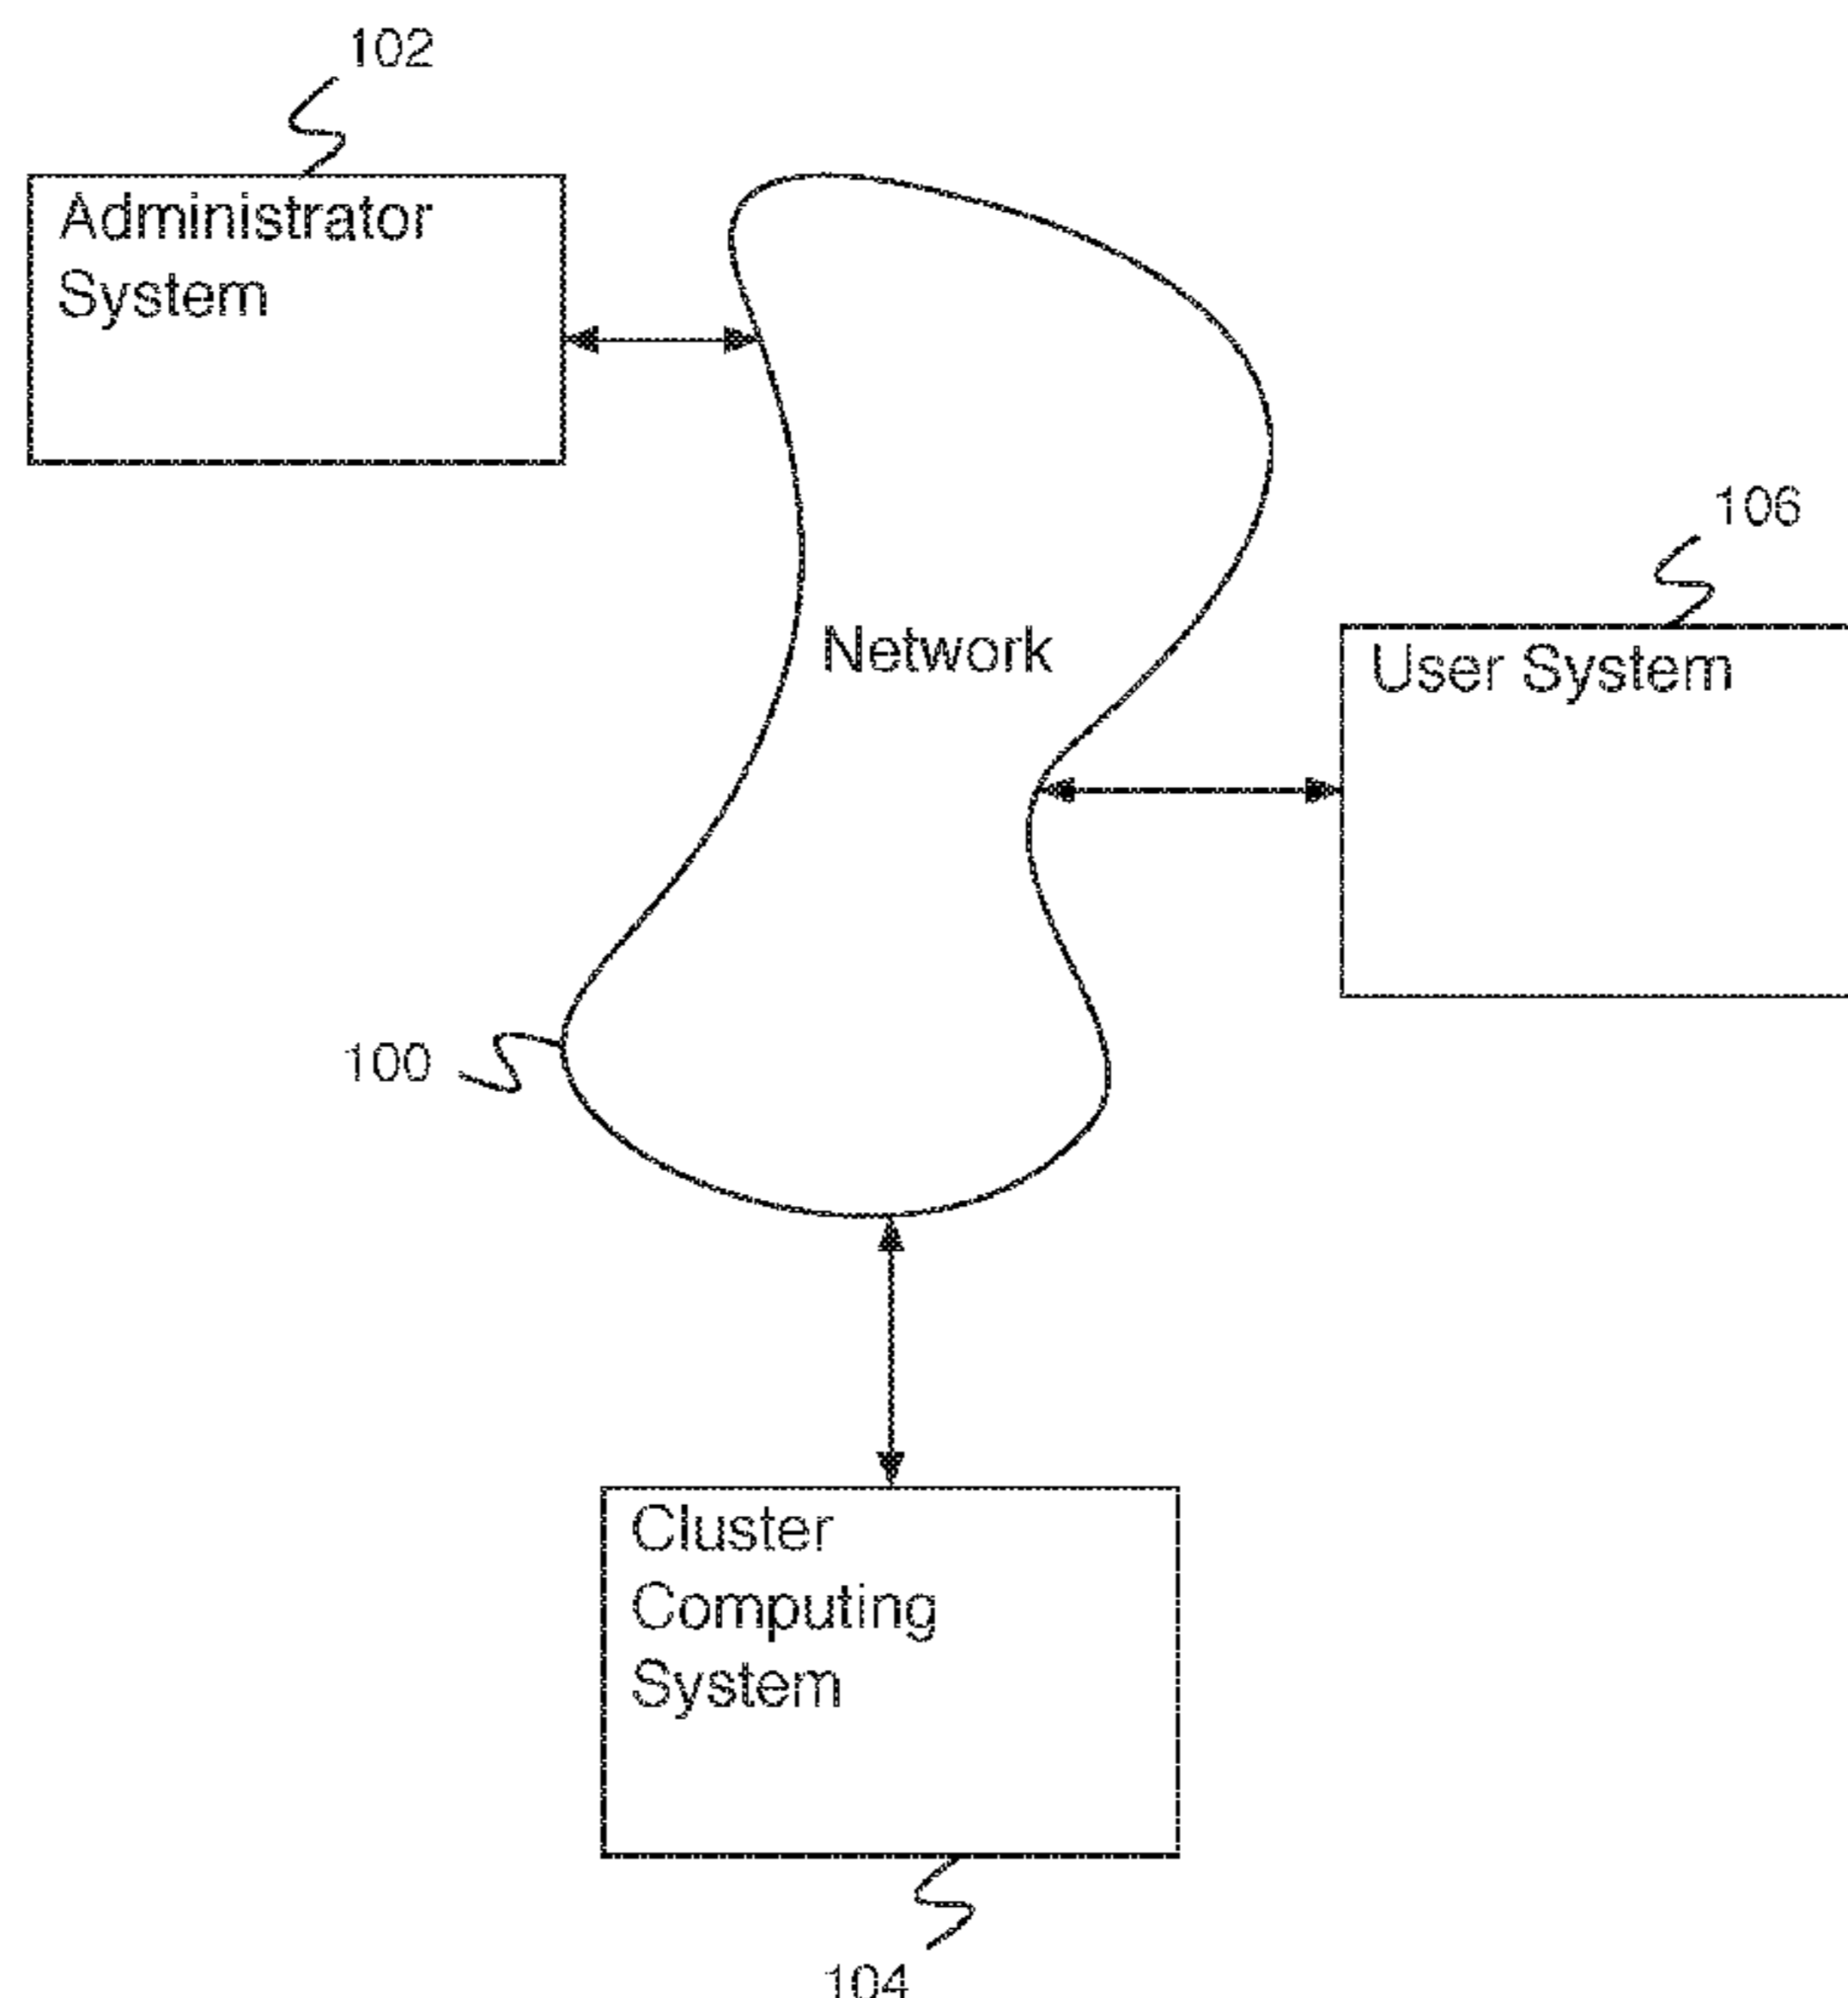 102
Administrator
System
106
Network
User System
100
Cluster
Computing
System
104